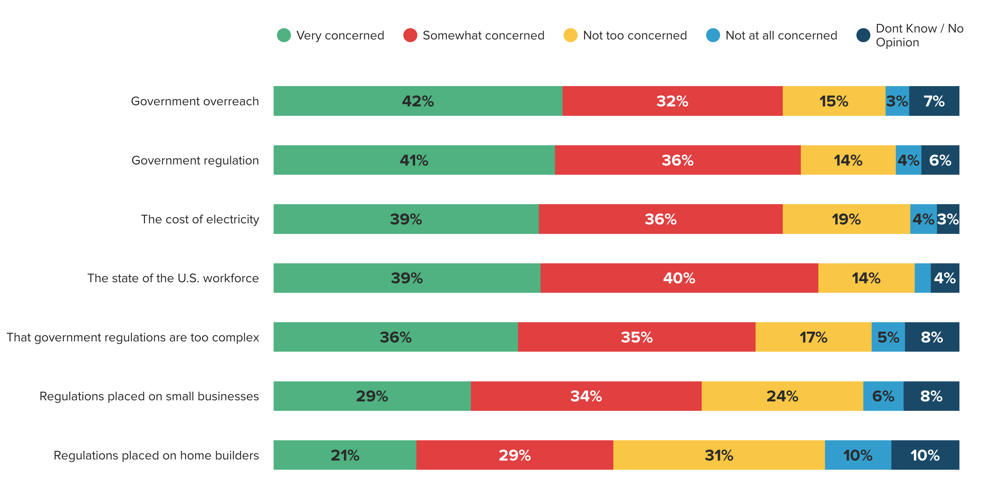 Very concerned
Somewhat concerned
Not too concerned
Not at all concerned
Dont Know / No
Opinion
Government overreach
42%
32%
15%
3%
7%
Government regulation
41%
36%
14%
4%
6%
The cost of electricity
39%
36%
19%
4%
3%
The state of the U.S. workforce
39%
40%
14%
4%
That government regulations are too complex
36%
35%
17%
5%
8%
Regulations placed on small businesses
29%
34%
24%
6%
8%
Regulations placed on home builders
21%
29%
31%
10%
10%